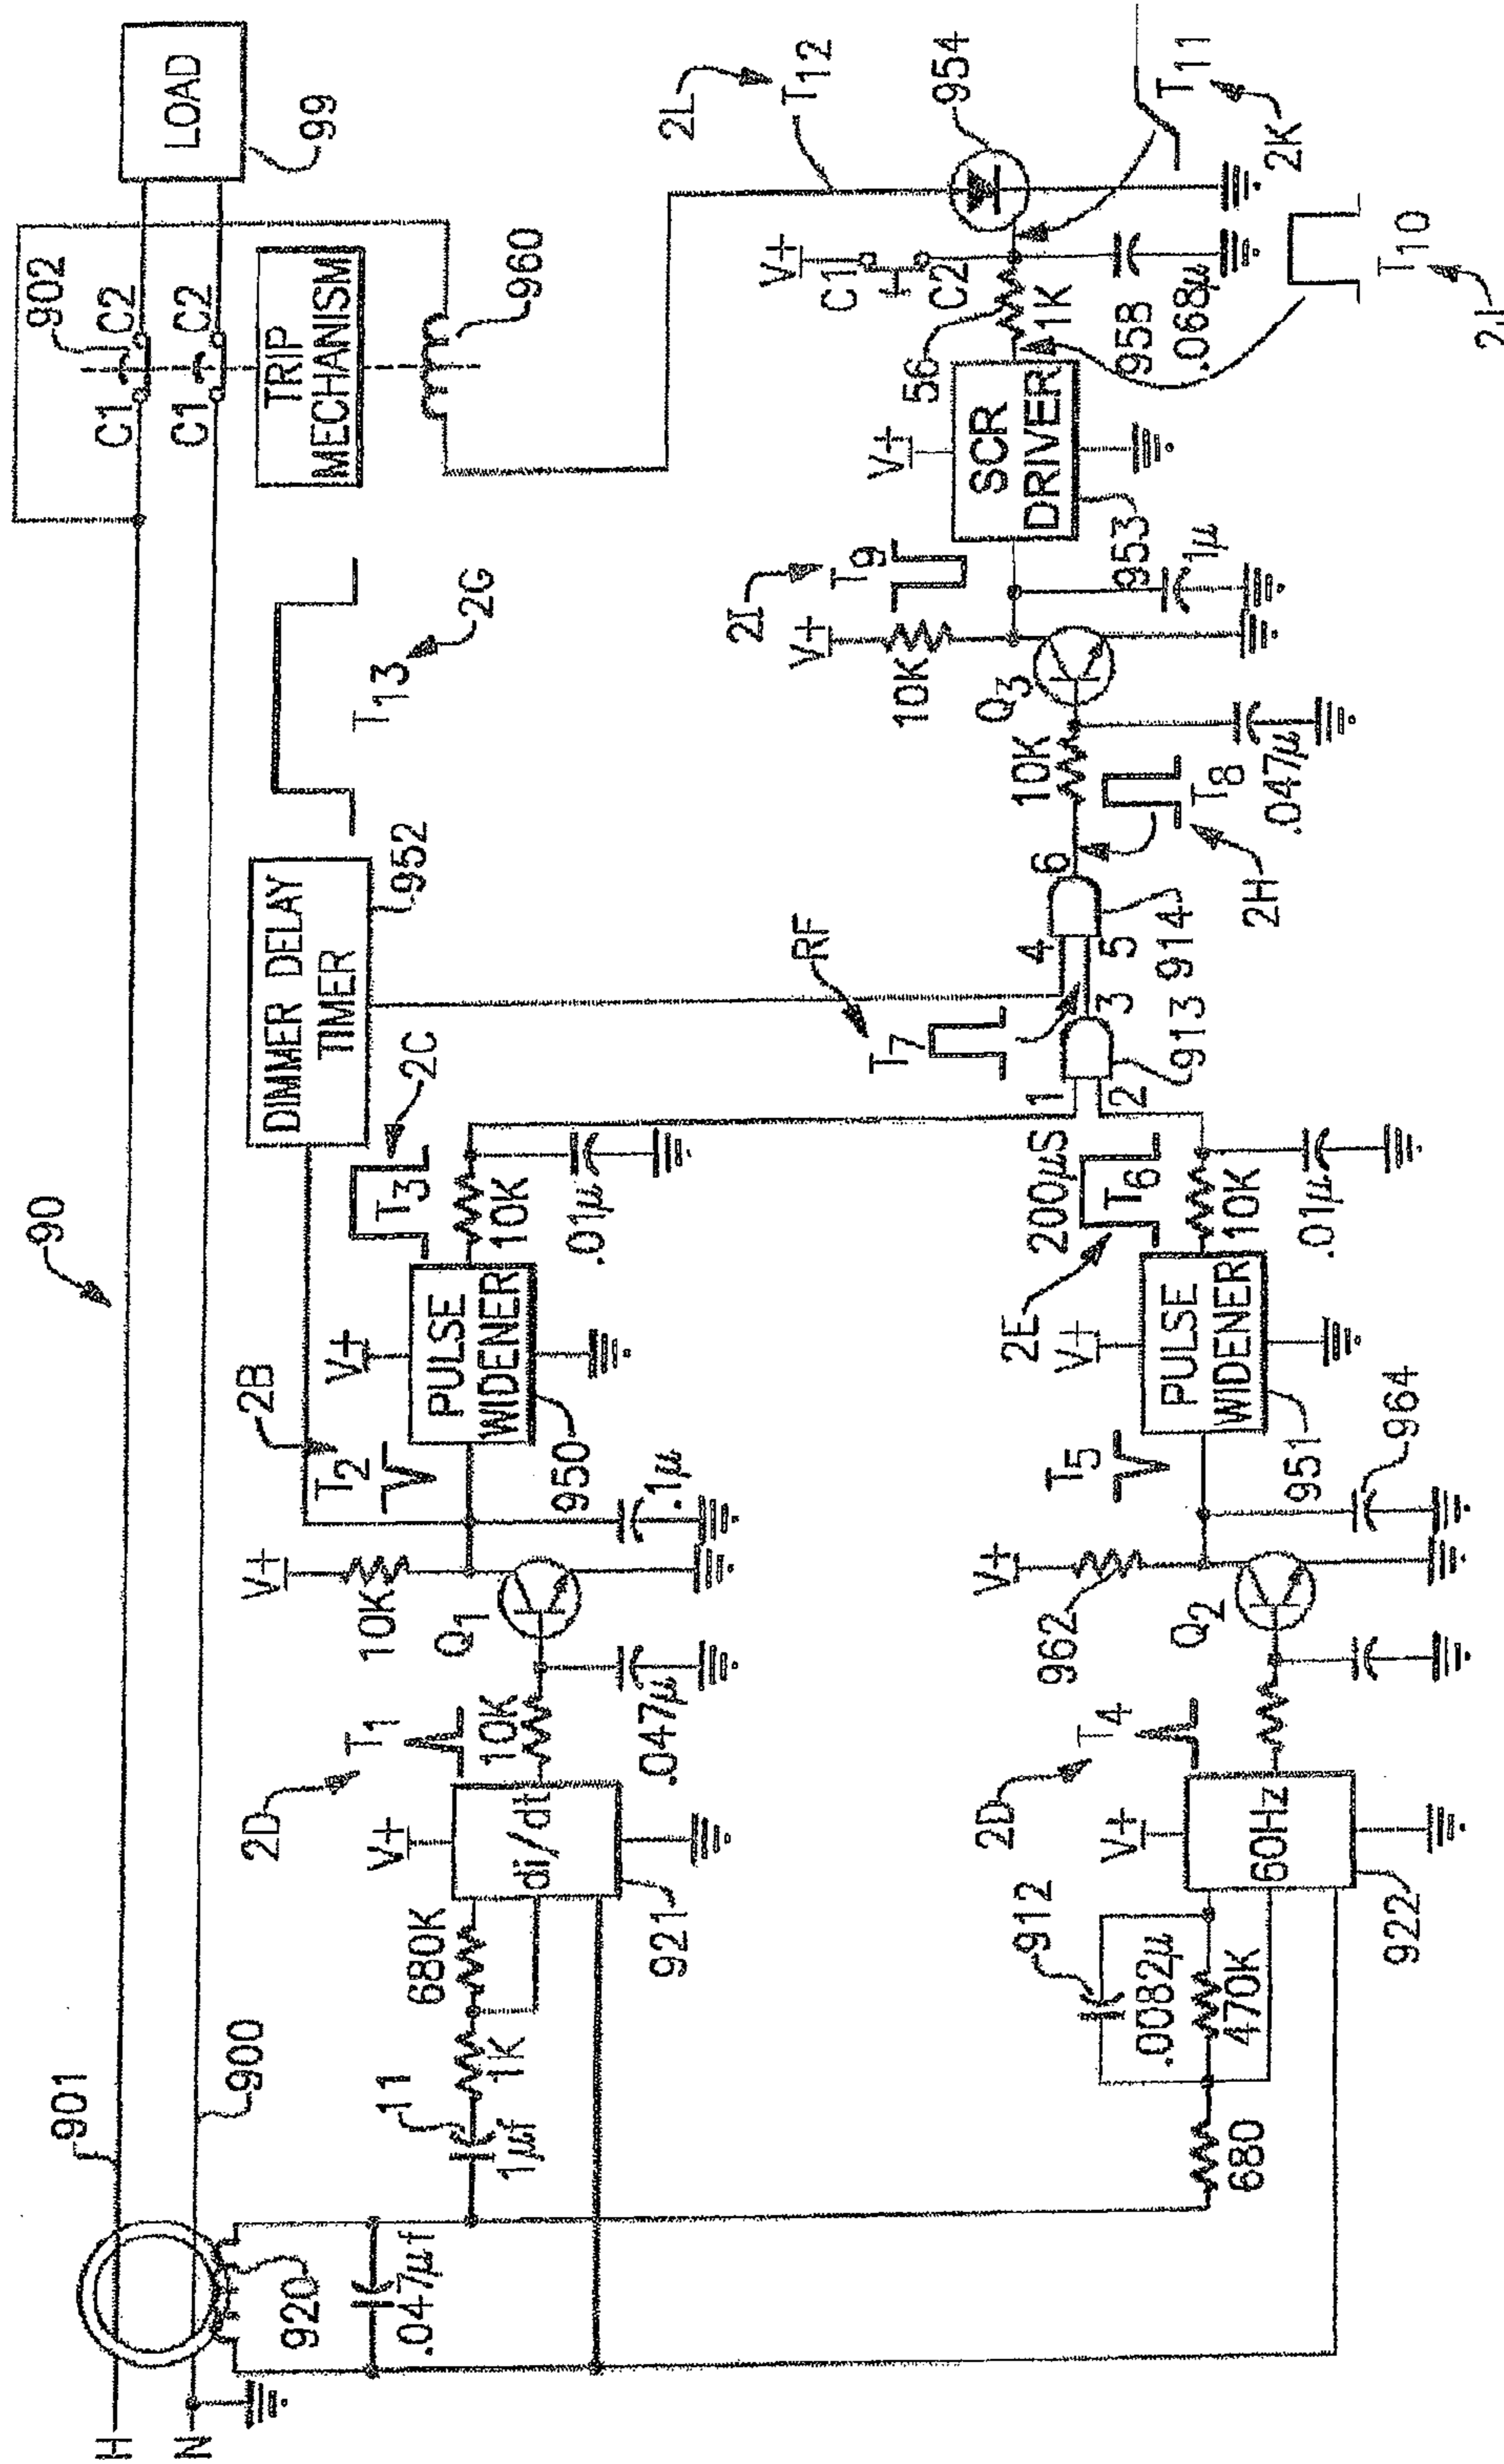 90
H
N
901
900
920
.047µf
902
C1
C2
C1
C2
LOAD
99
TRIP
MECHANISM
960
DIMMER DELAY
TIMER
952
T13
2G
11
1µf
1K
680K
di/dt
V+
921
2D
T1
10K
.047µ
Q1
10K
V+
.1µ
2B
T2
V+
PULSE
WIDENER
950
T3
2C
10K
.01µ
680
912
.0082µ
470K
60Hz
V+
922
2D
T4
Q2
962
V+
964
T5
V+
PULSE
WIDENER
951
2E
200µS
T6
10K
.01µ
1
2
3
913
T7
RF
4
5
6
914
2H
T8
10K
.047µ
Q3
10K
V+
2I
T9
.1µ
953
SCR
DRIVER
V+
56
1K
958
.068µ
V+
C1
C2
954
2L
T12
T11
2K
T10
2J